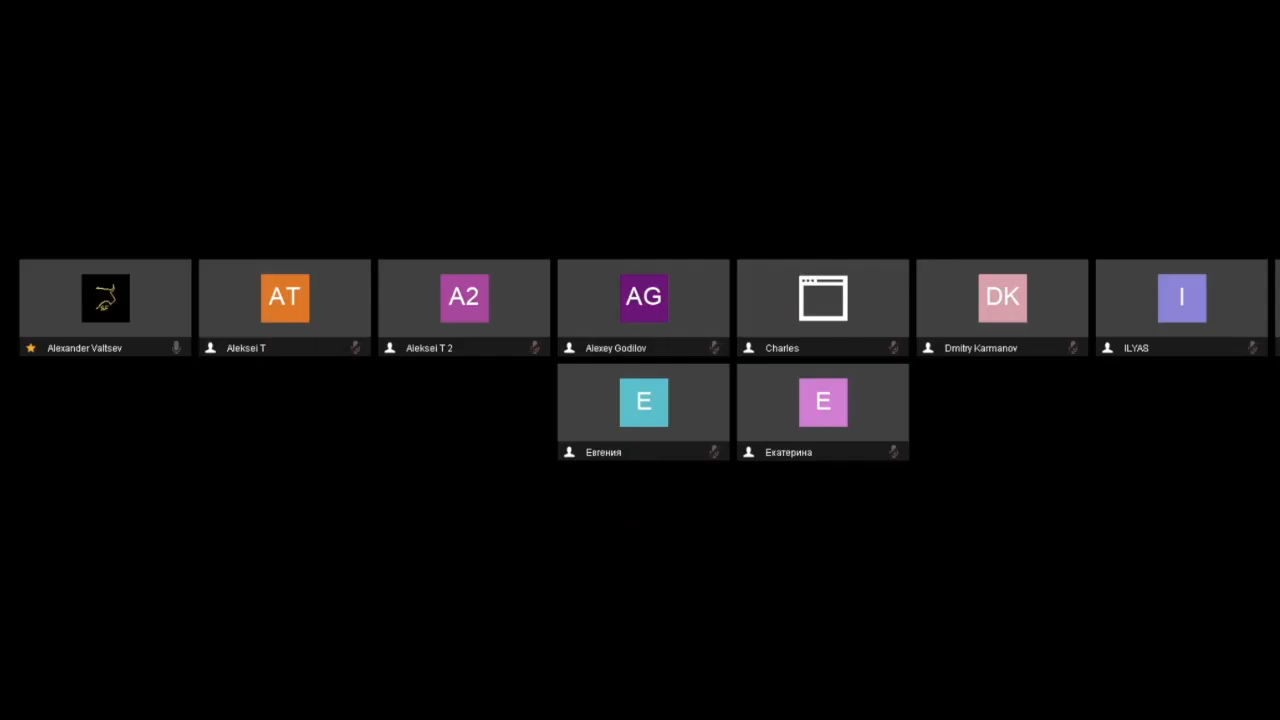 AT
A2
AG
DK
I
Alexander Valtsev
Aleksei T
Aleksei T 2
Alexey Godilov
Charles
Dmitry Karmanov
ILYAS
E
E
Евгения
Екатерина